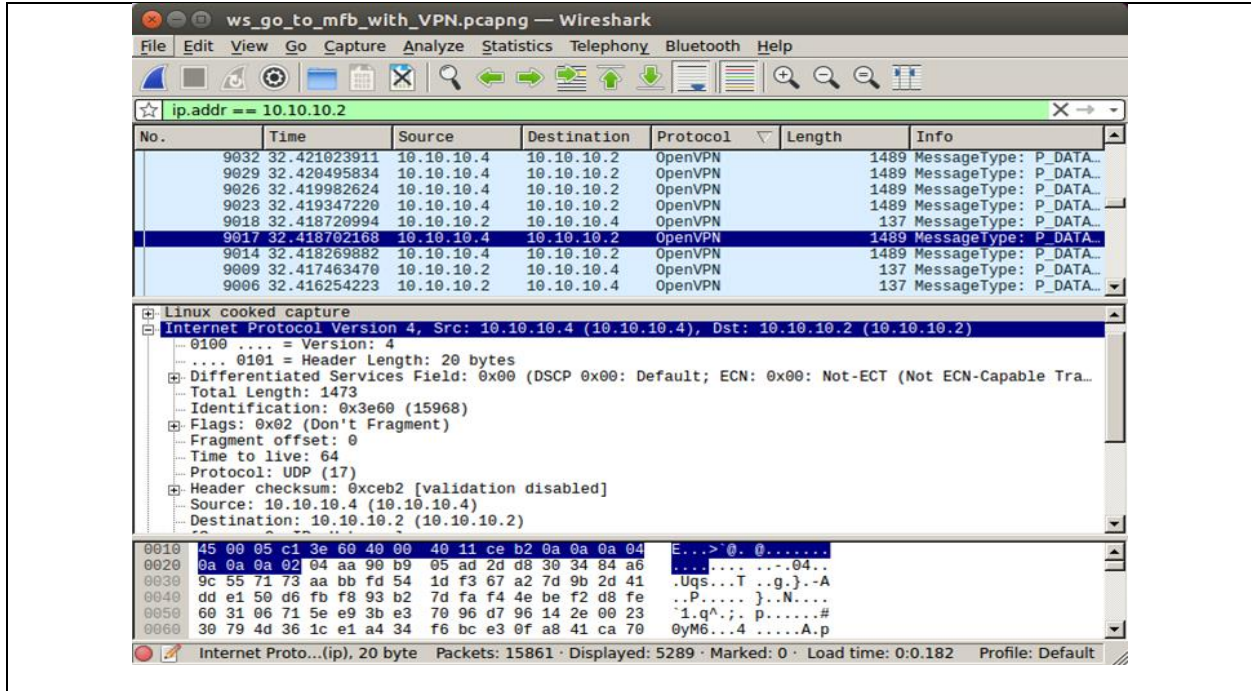 ws_go_to_mfb_with_VPN.pcapng — Wireshark
File Edit View Go Capture Analyze Statistics Telephony Bluetooth Help
ip.addr == 10.10.10.2
No. Time Source Destination Protocol Length Info
9032 32.421023911 10.10.10.4 10.10.10.2 OpenVPN 1489 MessageType: P_DATA…
9029 32.420495834 10.10.10.4 10.10.10.2 OpenVPN 1489 MessageType: P_DATA…
9026 32.419982624 10.10.10.4 10.10.10.2 OpenVPN 1489 MessageType: P_DATA…
9023 32.419347220 10.10.10.4 10.10.10.2 OpenVPN 1489 MessageType: P_DATA…
9018 32.418720994 10.10.10.2 10.10.10.4 OpenVPN 137 MessageType: P_DATA…
9017 32.418702168 10.10.10.4 10.10.10.2 OpenVPN 1489 MessageType: P_DATA…
9014 32.418269882 10.10.10.4 10.10.10.2 OpenVPN 1489 MessageType: P_DATA…
9009 32.417463470 10.10.10.2 10.10.10.4 OpenVPN 137 MessageType: P_DATA…
9006 32.416254223 10.10.10.2 10.10.10.4 OpenVPN 137 MessageType: P_DATA…
Linux cooked capture
Internet Protocol Version 4, Src: 10.10.10.4 (10.10.10.4), Dst: 10.10.10.2 (10.10.10.2)
0100 .... = Version: 4
.... 0101 = Header Length: 20 bytes
Differentiated Services Field: 0x00 (DSCP 0x00: Default; ECN: 0x00: Not-ECT (Not ECN-Capable Tra…
Total Length: 1473
Identification: 0x3e60 (15968)
Flags: 0x02 (Don't Fragment)
Fragment offset: 0
Time to live: 64
Protocol: UDP (17)
Header checksum: 0xceb2 [validation disabled]
Source: 10.10.10.4 (10.10.10.4)
Destination: 10.10.10.2 (10.10.10.2)
0010 45 00 05 c1 3e 60 40 00 40 11 ce b2 0a 0a 0a 04 E...>`@. @.......
0020 0a 0a 0a 02 04 aa 90 b9 05 ad 2d d8 30 34 84 a6 ........ ..-.04..
0030 9c 55 71 73 aa bb fd 54 1d f3 67 a2 7d 9b 2d 41 .Uqs...T ..g.}.-A
0040 dd e1 50 d6 fb f8 93 b2 7d fa f4 4e be f2 d8 fe ..P..... }..N....
0050 60 31 06 71 5e e9 3b e3 70 96 d7 96 14 2e 00 23 `1.q^.;. p......#
0060 30 79 4d 36 1c e1 a4 34 f6 bc e3 0f a8 41 ca 70 0yM6...4 .....A.p
Internet Proto...(ip), 20 byte Packets: 15861 · Displayed: 5289 · Marked: 0 · Load time: 0:0.182 Profile: Default